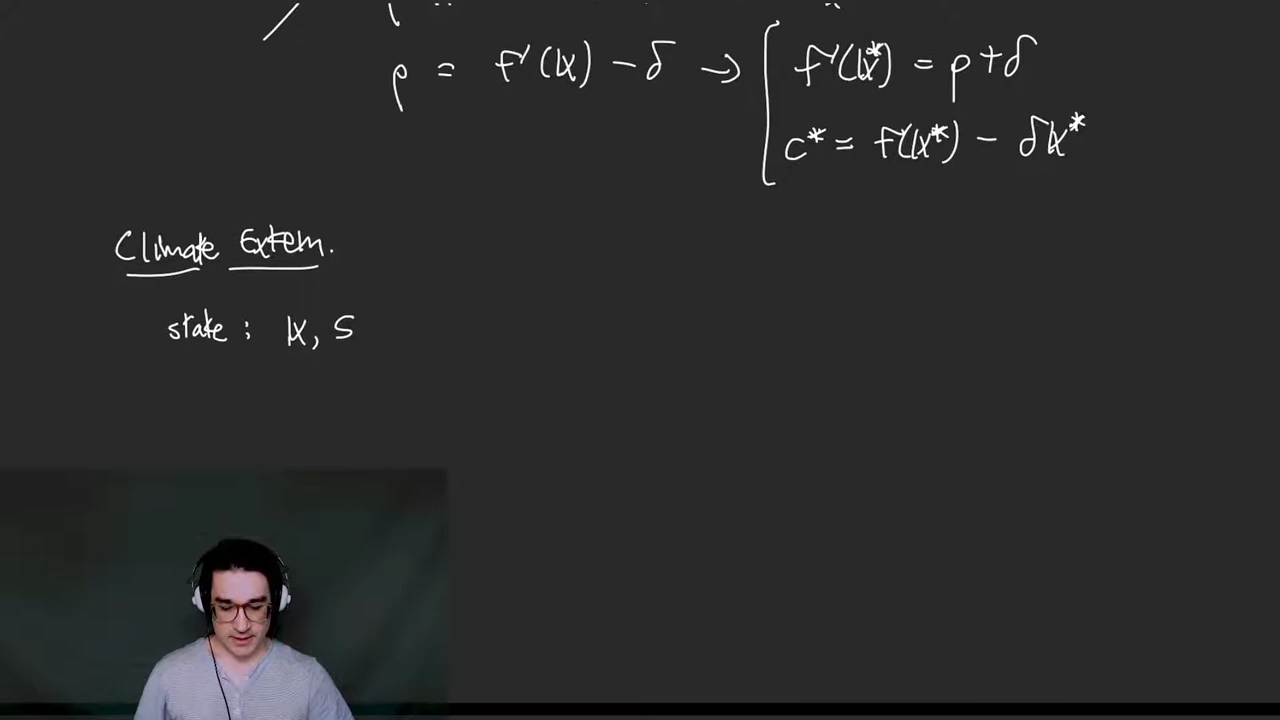 ρ = f'(k) - δ → { f'(k*) = ρ + δ
c* = f(k*) - δk*
Climate Extern.
state : k, S